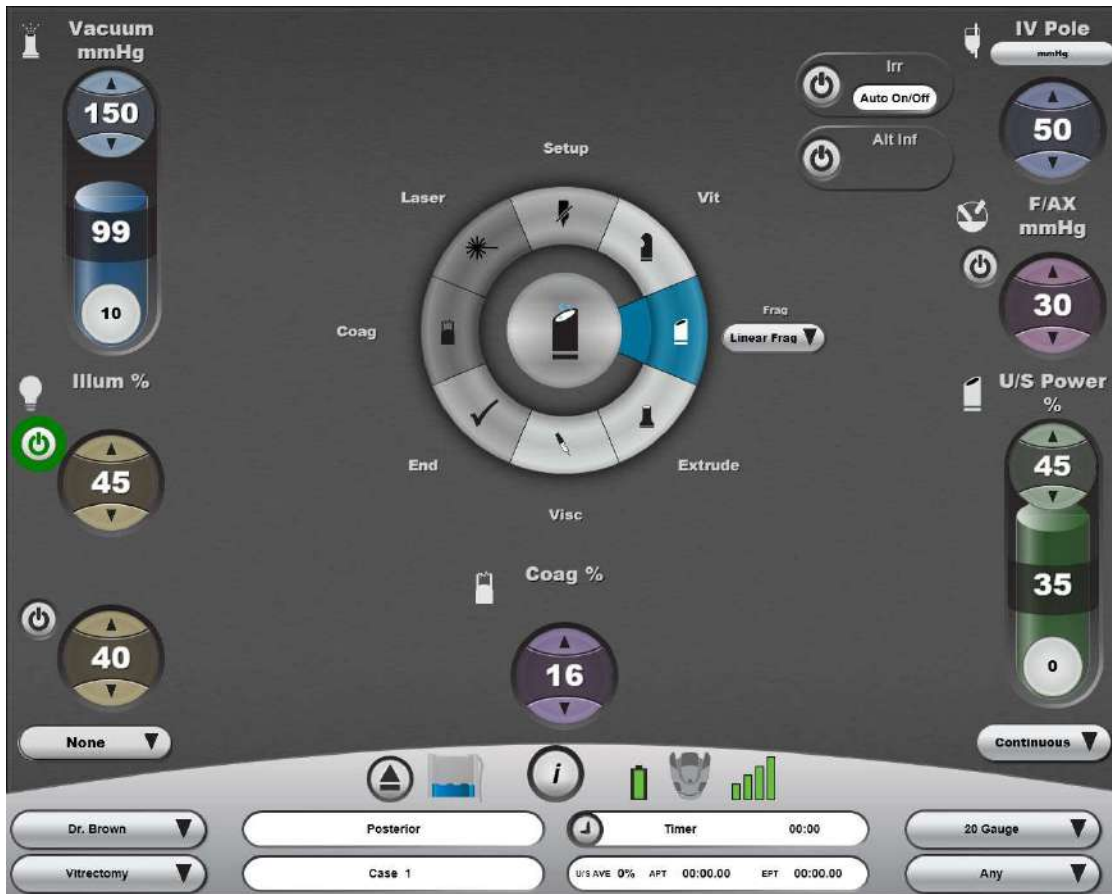 Vacuum
mmHg
150
99
10
Illum %
45
40
None
Setup
Laser
Vit
Coag
Frag
Linear Frag
End
Extrude
Visc
Coag %
16
Irr
Auto On/Off
Alt Inf
IV Pole
mmHg
50
F/AX
mmHg
30
U/S Power
%
45
35
0
Continuous
i
Dr. Brown
Posterior
Timer 00:00
20 Gauge
Vitrectomy
Case 1
U/S AVE 0% APT 00:00.00 EPT 00:00.00
Any